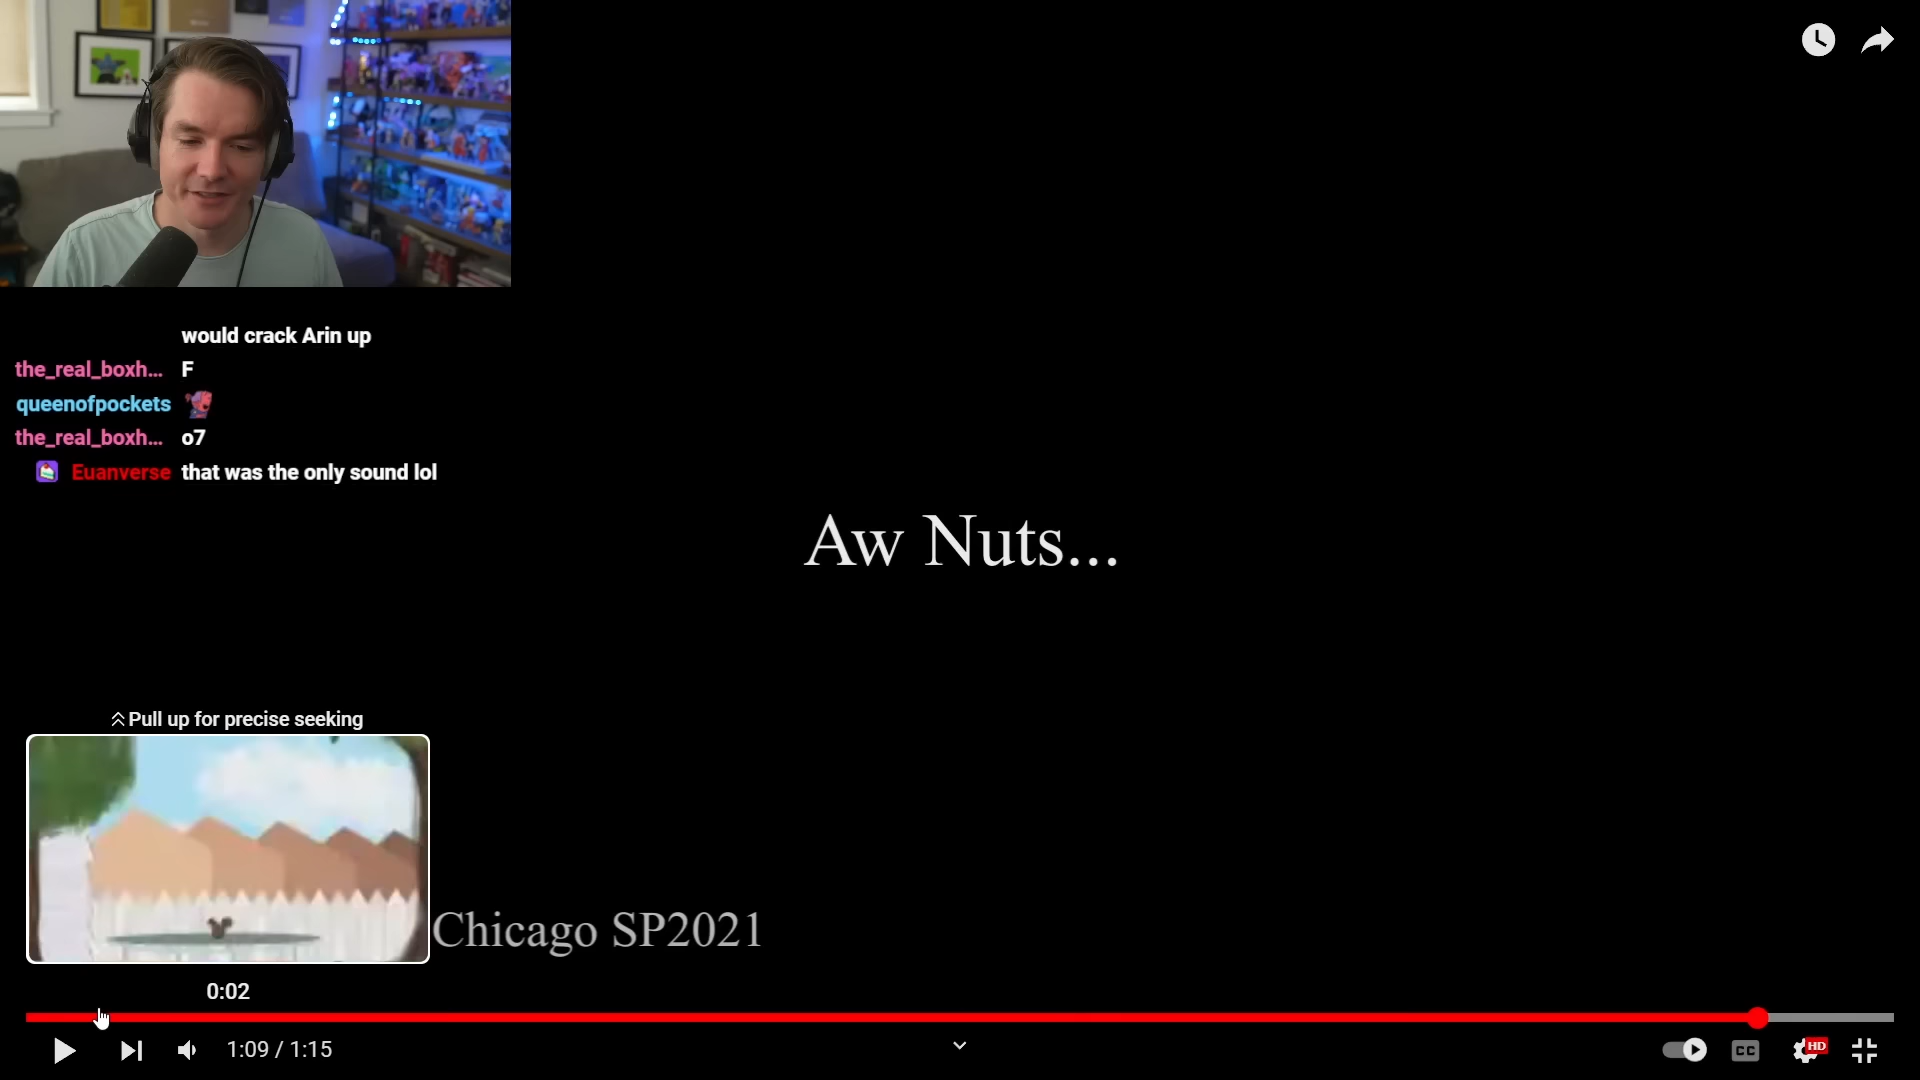 would crack Arin up
the_real_boxh... F
queenofpockets
the_real_boxh... o7
Euanverse that was the only sound lol
Aw Nuts...
Pull up for precise seeking
Chicago SP2021
0:02
1:09 / 1:15
CC
HD